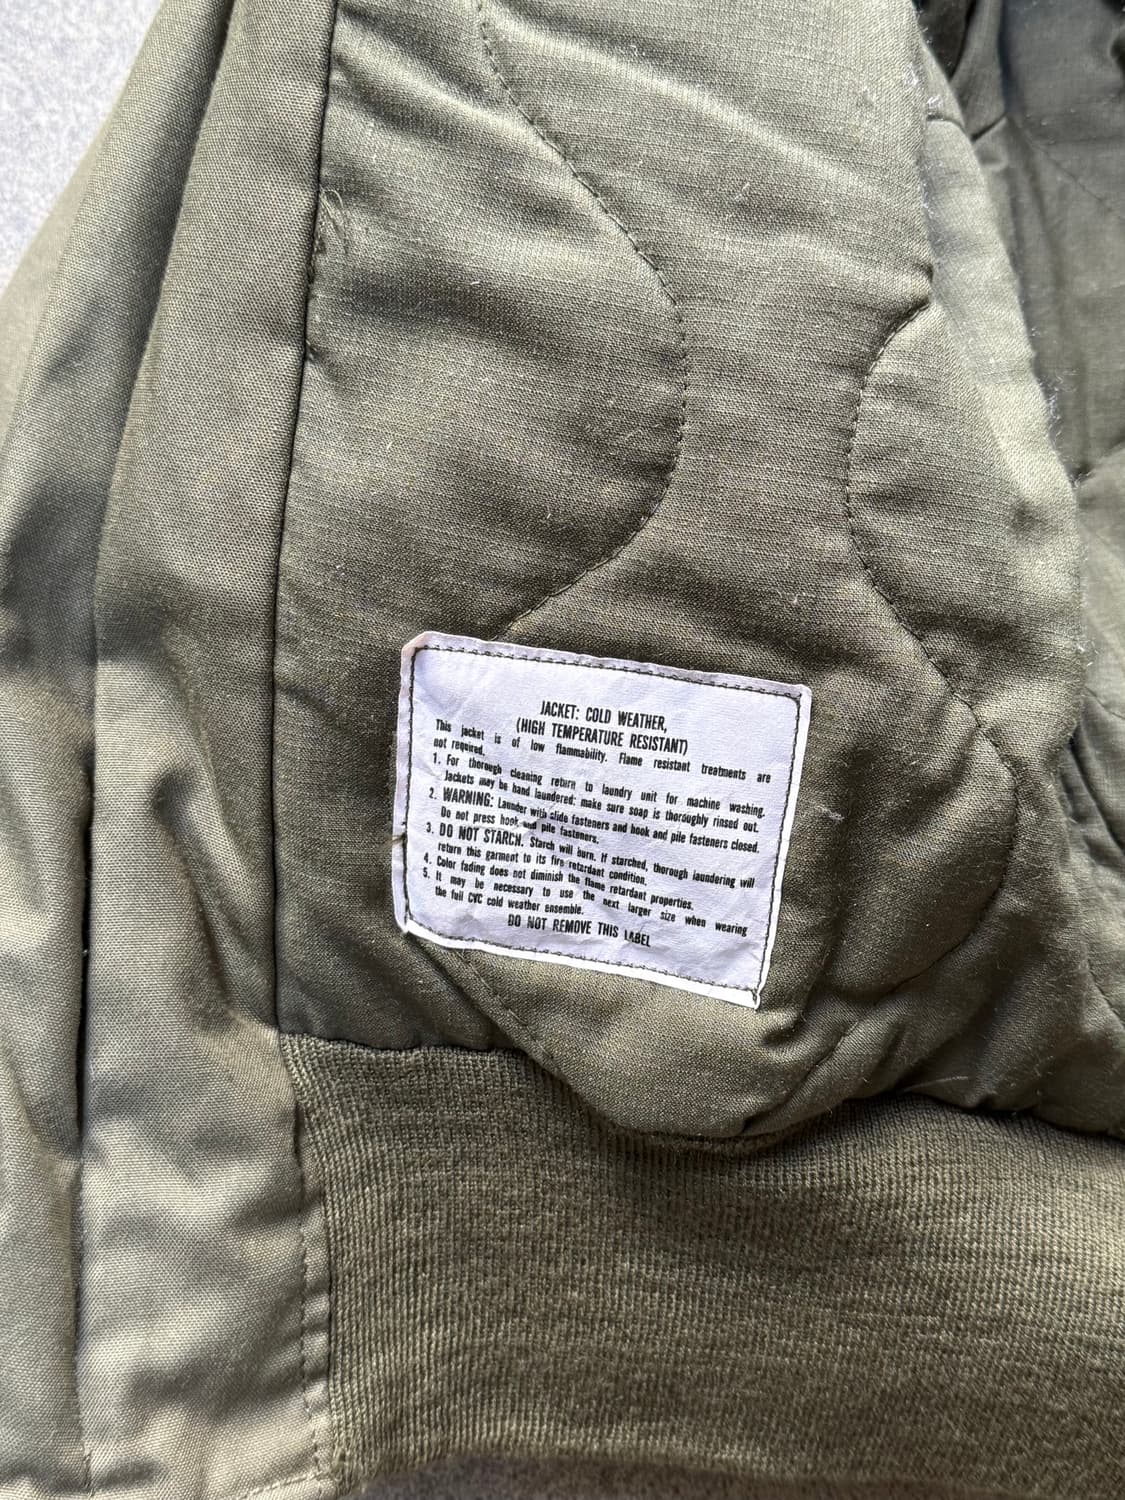 JACKET: COLD WEATHER,
(HIGH TEMPERATURE RESISTANT)
This jacket is of low flammability. Flame resistant treatments are
not required.
1. For thorough cleaning return to laundry unit for machine washing.
Jackets may be hand laundered: make sure soap is thoroughly rinsed out.
2. WARNING: Launder with slide fasteners and hook and pile fasteners closed.
Do not press hook and pile fasteners.
3. DO NOT STARCH. Starch will burn. If starched, thorough laundering will
return this garment to its fire retardant condition.
4. Color fading does not diminish the flame retardant properties.
5. It may be necessary to use the next larger size when wearing
the full CVC cold weather ensemble.
DO NOT REMOVE THIS LABEL